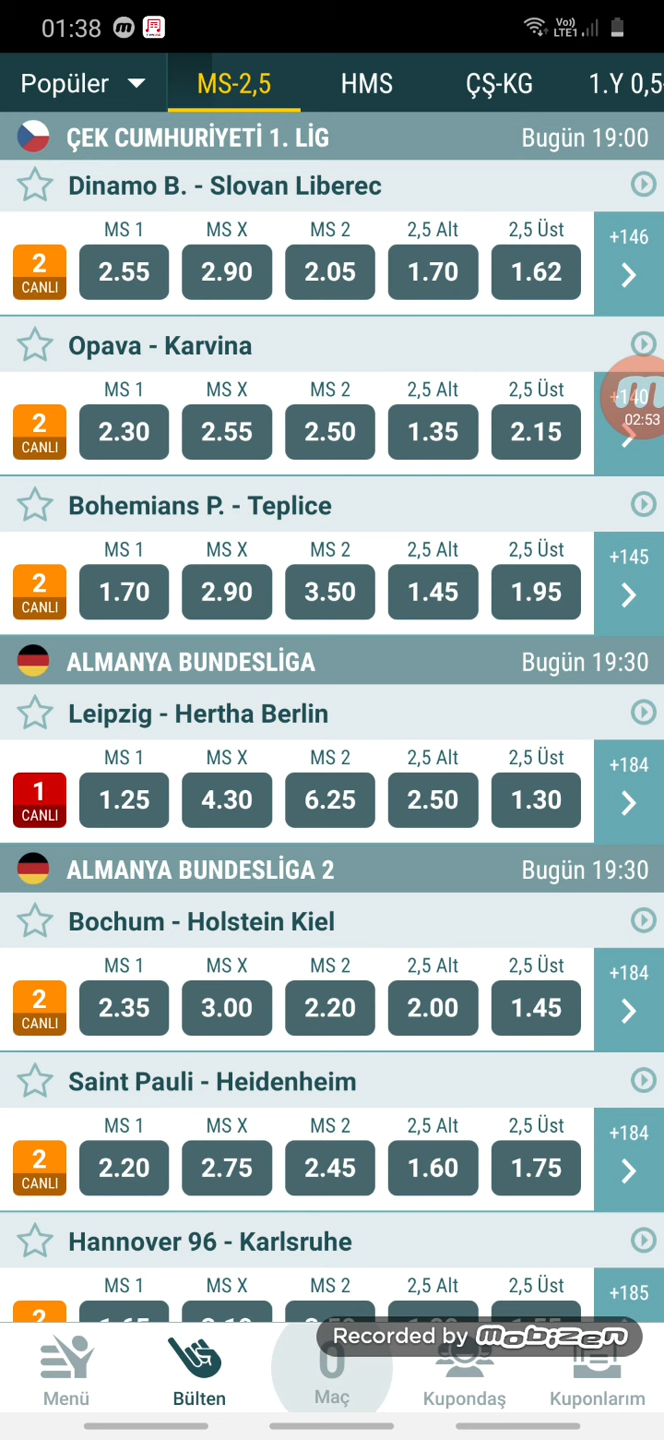 01:38 Vo)) LTE1
Popüler MS-2,5 HMS ÇŞ-KG 1.Y 0,5-
ÇEK CUMHURİYETİ 1. LİG Bugün 19:00
Dinamo B. - Slovan Liberec
MS 1 MS X MS 2 2,5 Alt 2,5 Üst +146
2 CANLI 2.55 2.90 2.05 1.70 1.62
Opava - Karvina
MS 1 MS X MS 2 2,5 Alt 2,5 Üst +140
2 CANLI 2.30 2.55 2.50 1.35 2.15 02:53
Bohemians P. - Teplice
MS 1 MS X MS 2 2,5 Alt 2,5 Üst +145
2 CANLI 1.70 2.90 3.50 1.45 1.95
ALMANYA BUNDESLİGA Bugün 19:30
Leipzig - Hertha Berlin
MS 1 MS X MS 2 2,5 Alt 2,5 Üst +184
1 CANLI 1.25 4.30 6.25 2.50 1.30
ALMANYA BUNDESLİGA 2 Bugün 19:30
Bochum - Holstein Kiel
MS 1 MS X MS 2 2,5 Alt 2,5 Üst +184
2 CANLI 2.35 3.00 2.20 2.00 1.45
Saint Pauli - Heidenheim
MS 1 MS X MS 2 2,5 Alt 2,5 Üst +184
2 CANLI 2.20 2.75 2.45 1.60 1.75
Hannover 96 - Karlsruhe
MS 1 MS X MS 2 2,5 Alt 2,5 Üst +185
2
Recorded by mobizen
0
Menü Bülten Maç Kupondaş Kuponlarım